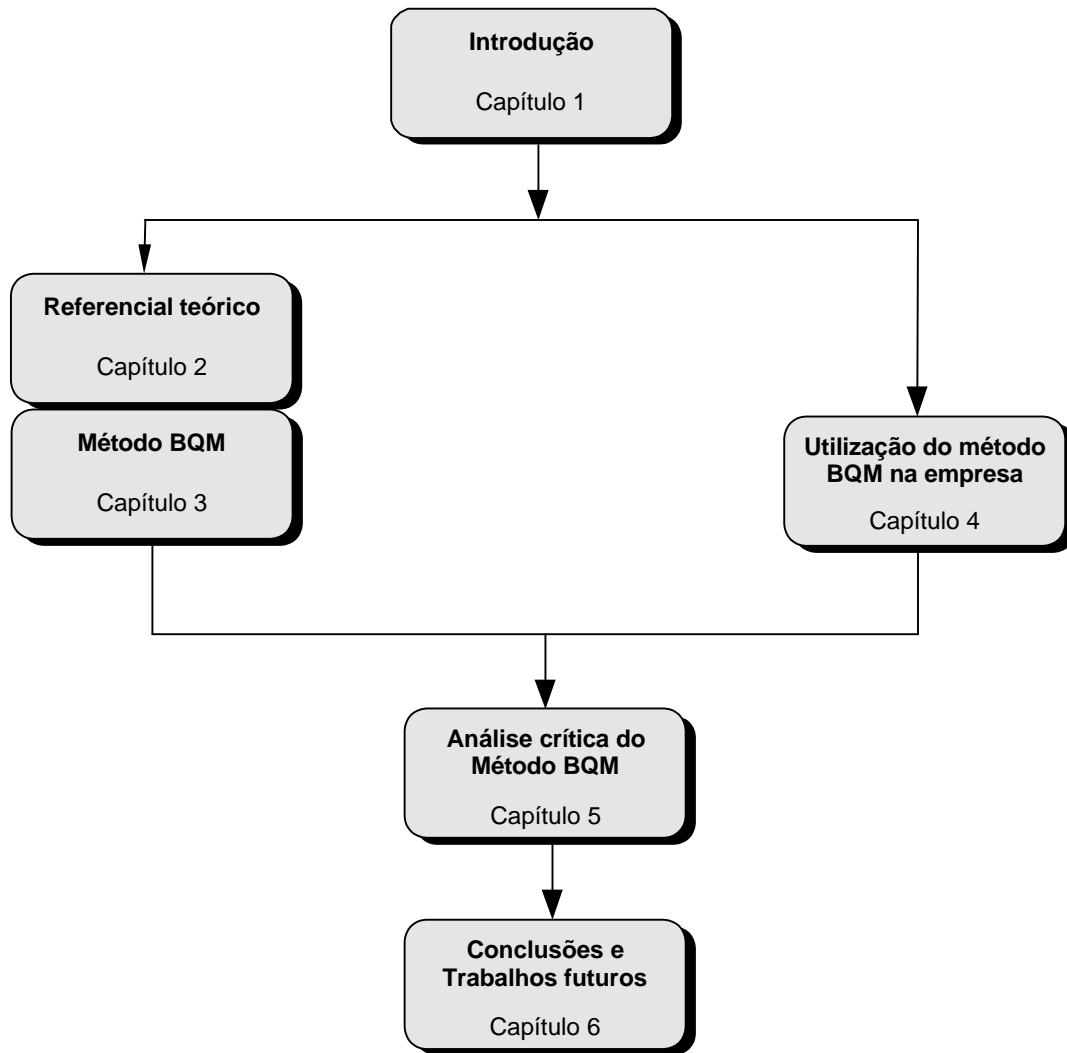 Introdução
Capítulo 1
Referencial teórico
Capítulo 2
Método BQM
Capítulo 3
Utilização do método
BQM na empresa
Capítulo 4
Análise crítica do
Método BQM
Capítulo 5
Conclusões e
Trabalhos futuros
Capítulo 6